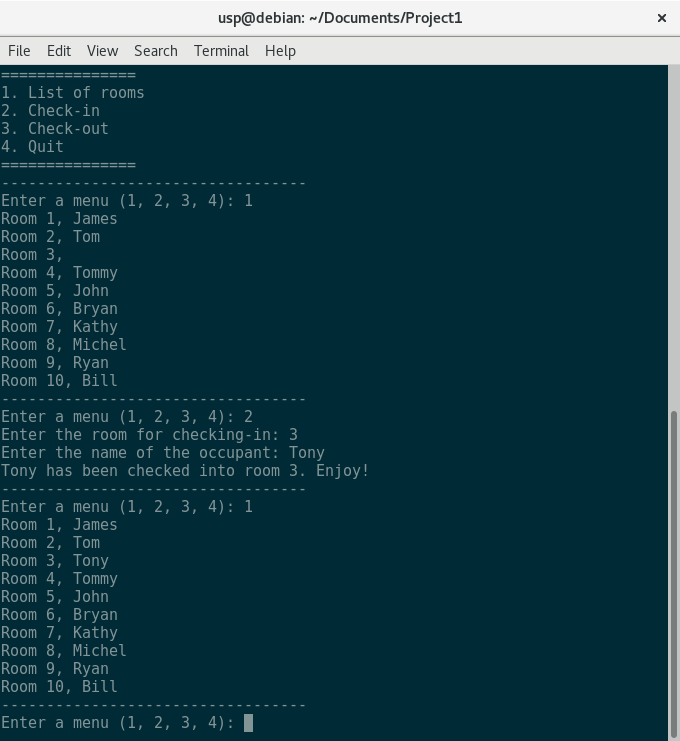 usp@debian: ~/Documents/Project1 ×
File Edit View Search Terminal Help
===============
1. List of rooms
2. Check-in
3. Check-out
4. Quit
===============
----------------------------------
Enter a menu (1, 2, 3, 4): 1
Room 1, James
Room 2, Tom
Room 3,
Room 4, Tommy
Room 5, John
Room 6, Bryan
Room 7, Kathy
Room 8, Michel
Room 9, Ryan
Room 10, Bill
----------------------------------
Enter a menu (1, 2, 3, 4): 2
Enter the room for checking-in: 3
Enter the name of the occupant: Tony
Tony has been checked into room 3. Enjoy!
----------------------------------
Enter a menu (1, 2, 3, 4): 1
Room 1, James
Room 2, Tom
Room 3, Tony
Room 4, Tommy
Room 5, John
Room 6, Bryan
Room 7, Kathy
Room 8, Michel
Room 9, Ryan
Room 10, Bill
----------------------------------
Enter a menu (1, 2, 3, 4):